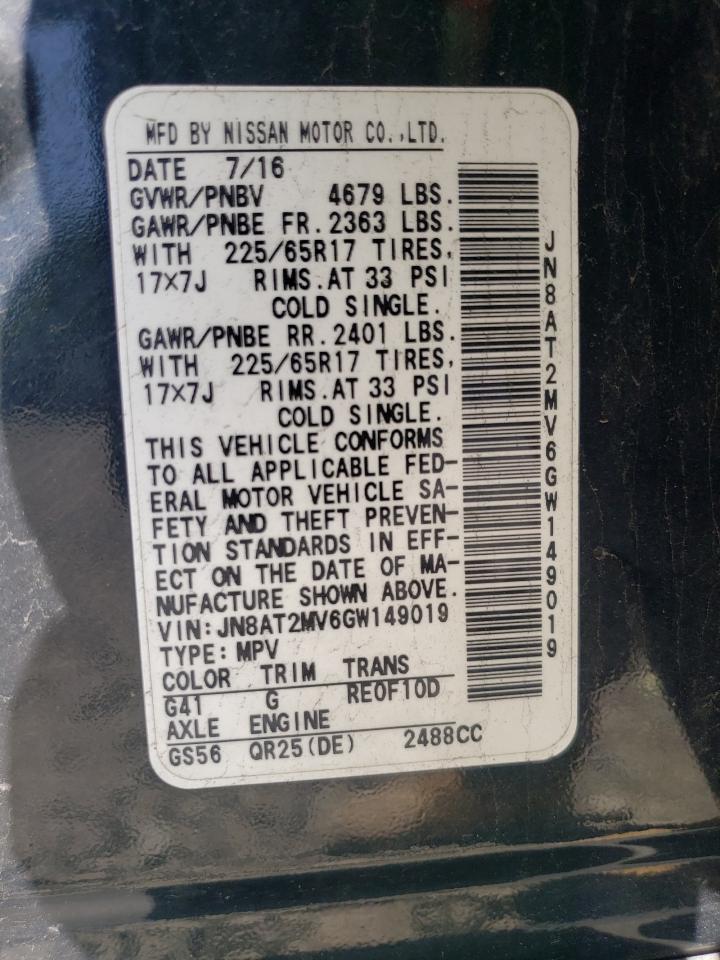 MFD BY NISSAN MOTOR CO.,LTD.
DATE 7/16
GVWR/PNBV 4679 LBS.
GAWR/PNBE FR.2363 LBS.
WITH 225/65R17 TIRES,
17×7J RIMS.AT 33 PSI
COLD SINGLE.
GAWR/PNBE RR.2401 LBS.
WITH 225/65R17 TIRES,
17×7J RIMS.AT 33 PSI
COLD SINGLE.
THIS VEHICLE CONFORMS
TO ALL APPLICABLE FED-
ERAL MOTOR VEHICLE SA-
FETY AND THEFT PREVEN-
TION STANDARDS IN EFF-
ECT ON THE DATE OF MA-
NUFACTURE SHOWN ABOVE.
VIN:JN8AT2MV6GW149019
TYPE:MPV
COLOR TRIM TRANS
G41 G RE0F10D
AXLE ENGINE
GS56 QR25(DE) 2488CC
JN8AT2MV6GW149019